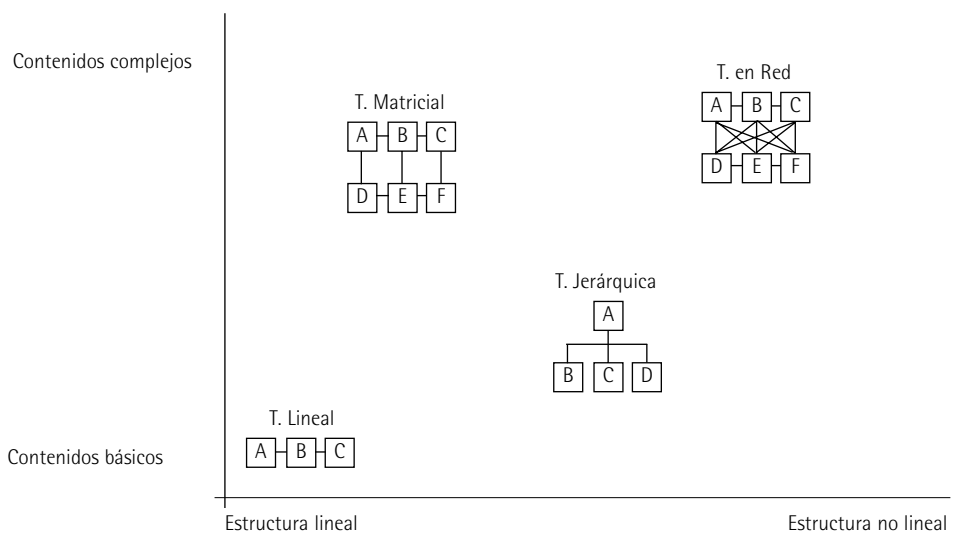 Contenidos complejos
T. en Red
A B C
D E F
T. Matricial
A B C
D E F
T. Jerárquica
A
B C D
T. Lineal
A B C
Contenidos básicos
Estructura lineal
Estructura no lineal